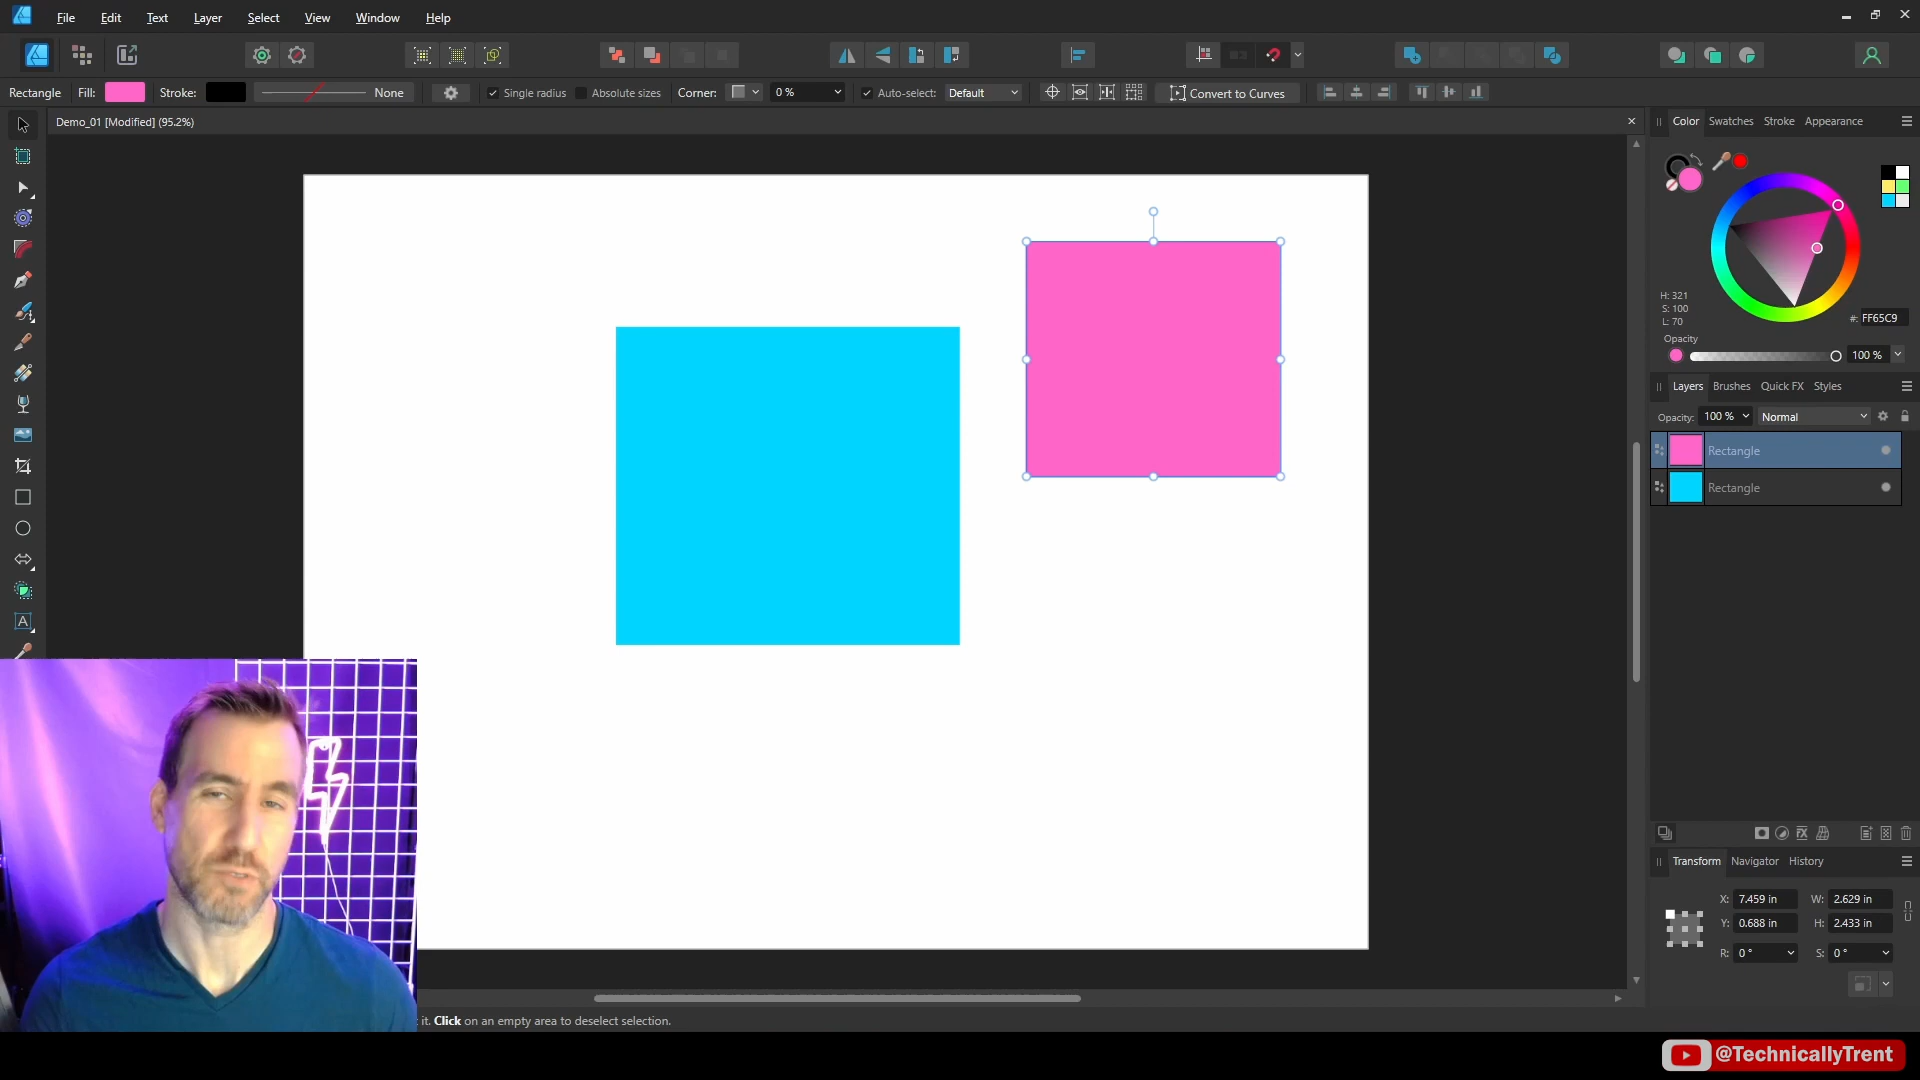 File Edit Text Layer Select View Window Help
Rectangle Fill: Stroke: None Single radius Absolute sizes Corner: 0 % Auto-select: Default Convert to Curves
Demo_01 [Modified] (95.2%)
Color Swatches Stroke Appearance
H: 321
S: 100
L: 70
#: FF65C9
Opacity
100 %
Layers Brushes Quick FX Styles
Opacity: 100 % Normal
Rectangle
Rectangle
Transform Navigator History
X: 7.459 in W: 2.629 in
Y: 0.688 in H: 2.433 in
R: 0 ° S: 0 °
it. Click on an empty area to deselect selection.
@TechnicallyTrent